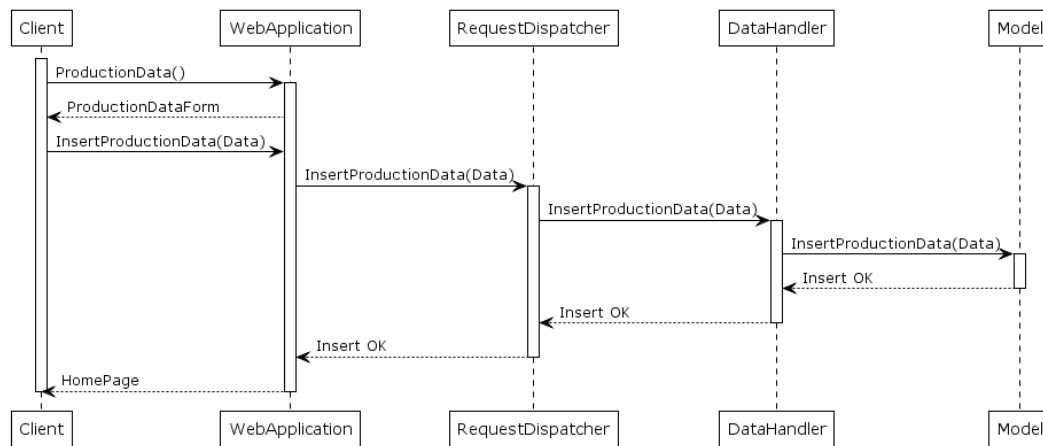 Client
WebApplication
RequestDispatcher
DataHandler
Model
ProductionData()
ProductionDataForm
InsertProductionData(Data)
InsertProductionData(Data)
InsertProductionData(Data)
InsertProductionData(Data)
Insert OK
Insert OK
Insert OK
HomePage
Client
WebApplication
RequestDispatcher
DataHandler
Model